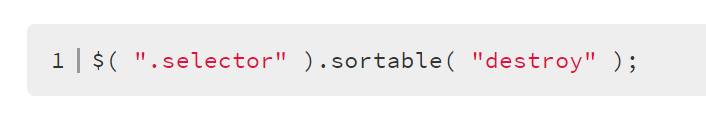 1 $( ".selector" ).sortable( "destroy" );